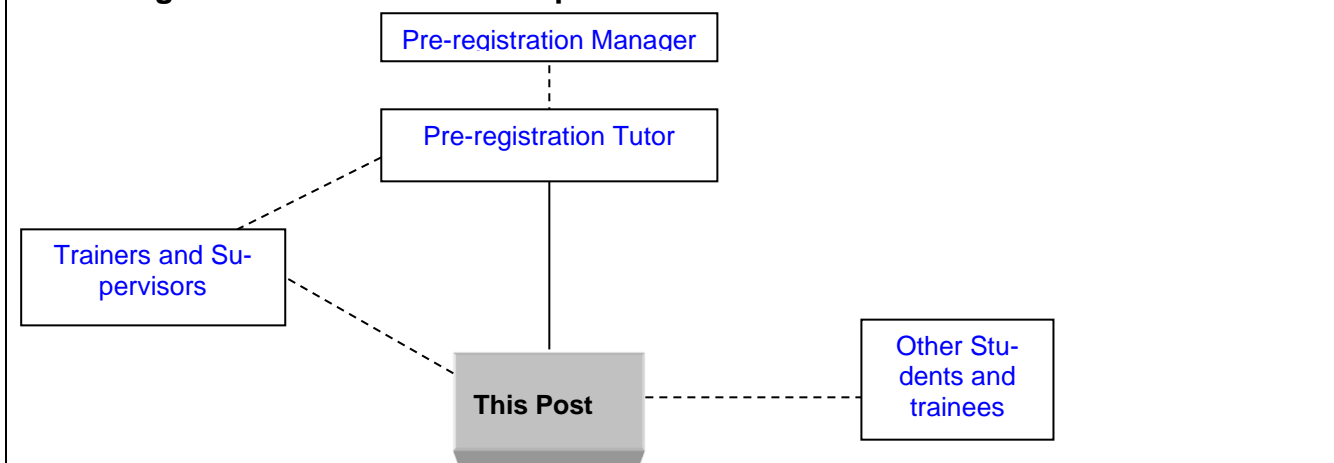 Pre-registration Manager
Pre-registration Tutor
Trainers and Su-
pervisors
Other Stu-
dents and
trainees
This Post